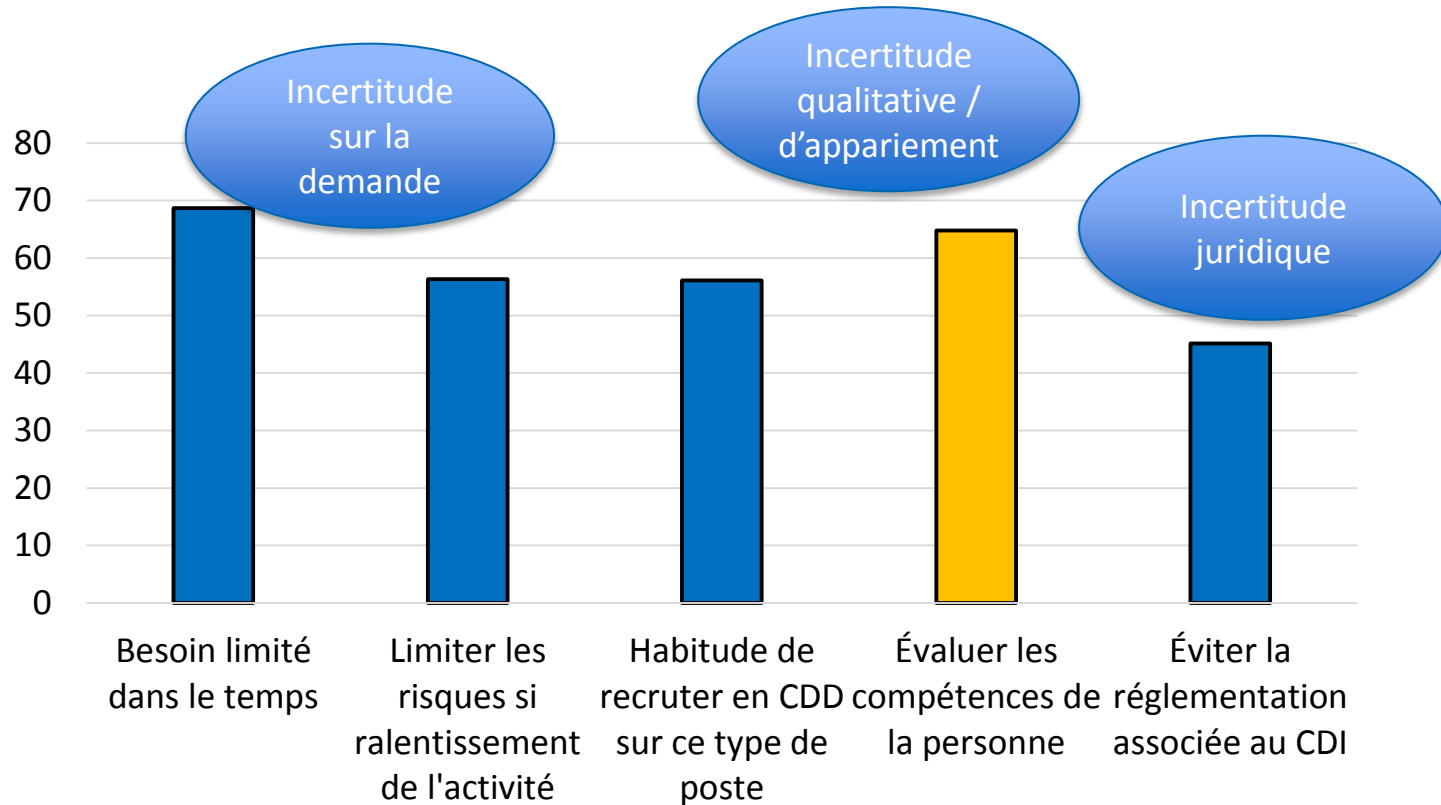 Incertitude
sur la
demande
Incertitude
qualitative /
d’appariement
Incertitude
juridique
80
70
60
50
40
30
20
10
0
Besoin limité
dans le temps
Limiter les
risques si
ralentissement
de l'activité
Habitude de
recruter en CDD
sur ce type de
poste
Évaluer les
compétences de
la personne
Éviter la
réglementation
associée au CDI